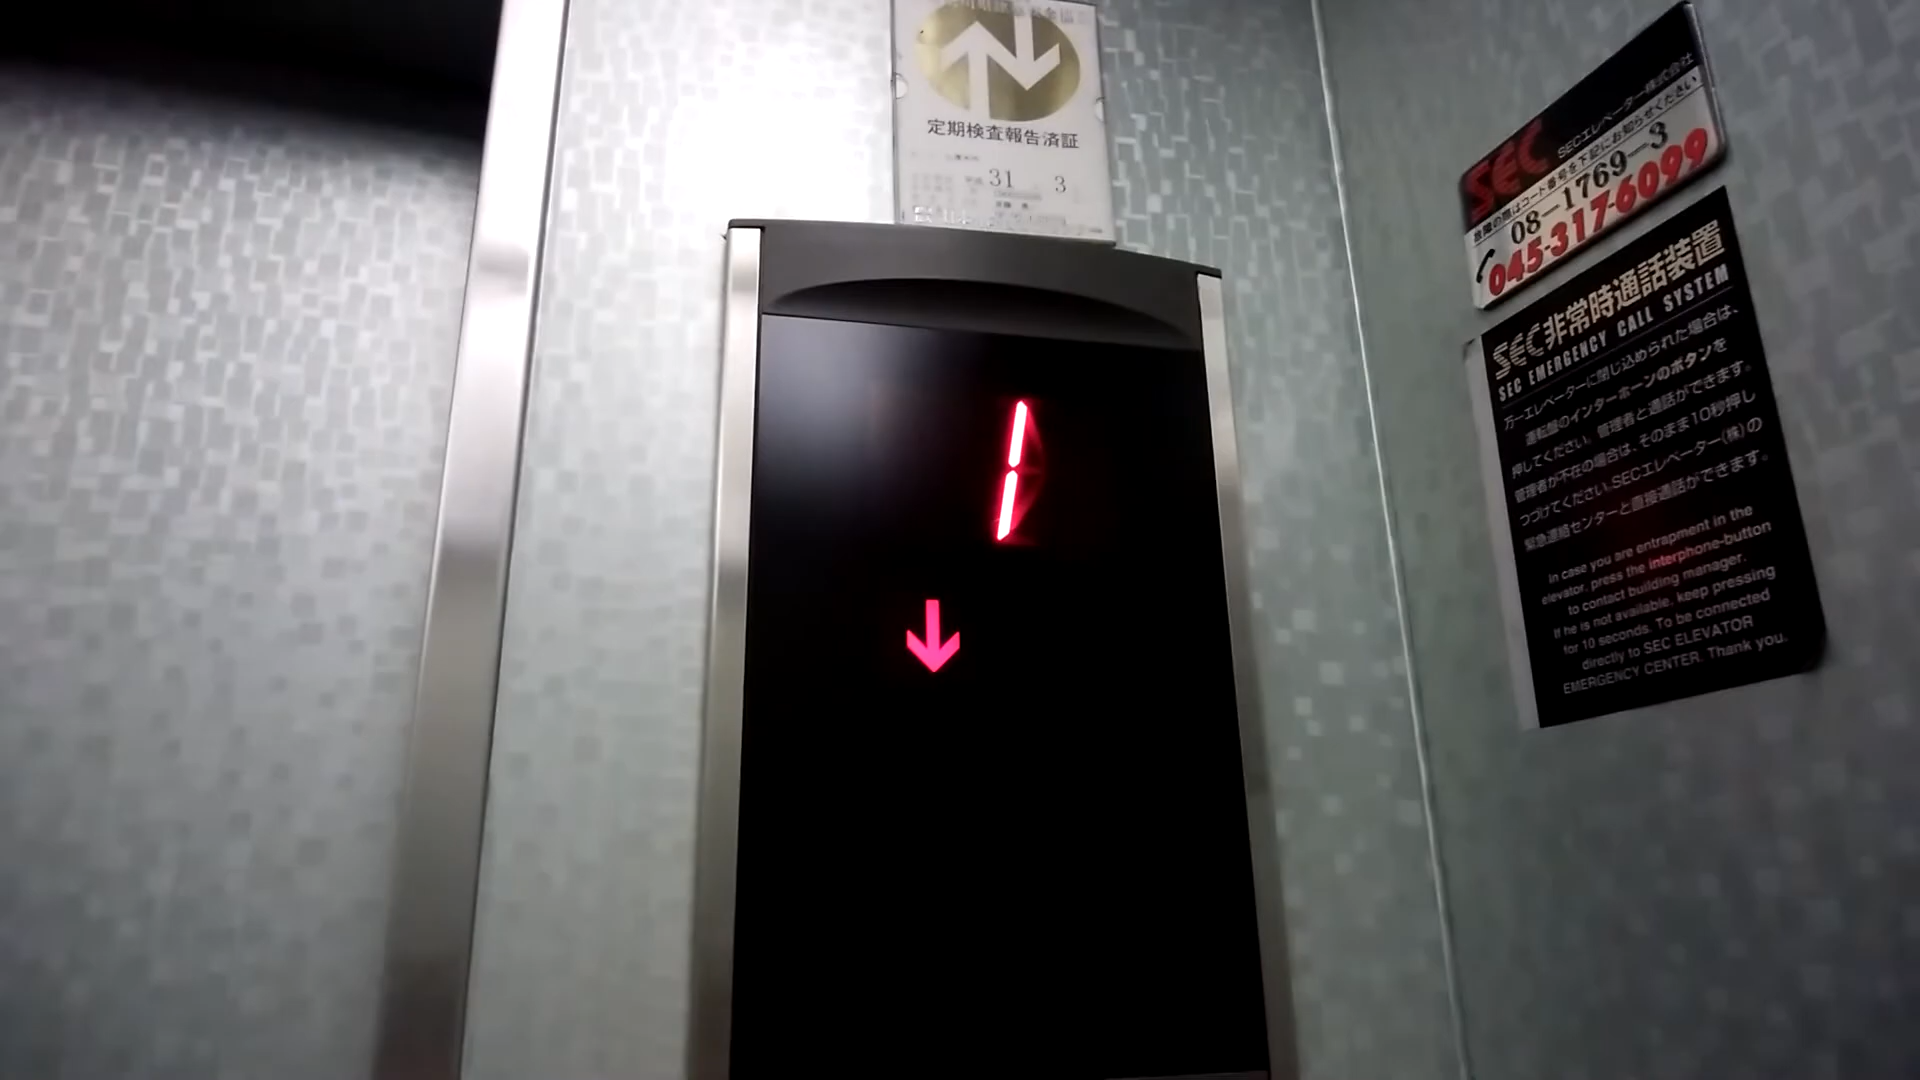 定期検査報告済証
平成 31 3
1
SEC SECエレベーター株式会社
故障の際はコード番号を下記にお知らせください
08-1769-3
045-317-6099
SEC非常時通話装置
SEC EMERGENCY CALL SYSTEM
万一エレベーターに閉じ込められた場合は、
運転盤のインターホーンのボタンを
押してください。管理者と通話ができます。
管理者が不在の場合は、そのまま10秒押し
つづけてください。SECエレベーター(株)の
緊急連絡センターと直接通話ができます。
In case you are entrapment in the
elevator, press the interphone-button
to contact building manager.
If he is not available, keep pressing
for 10 seconds. To be connected
directly to SEC ELEVATOR
EMERGENCY CENTER. Thank you.